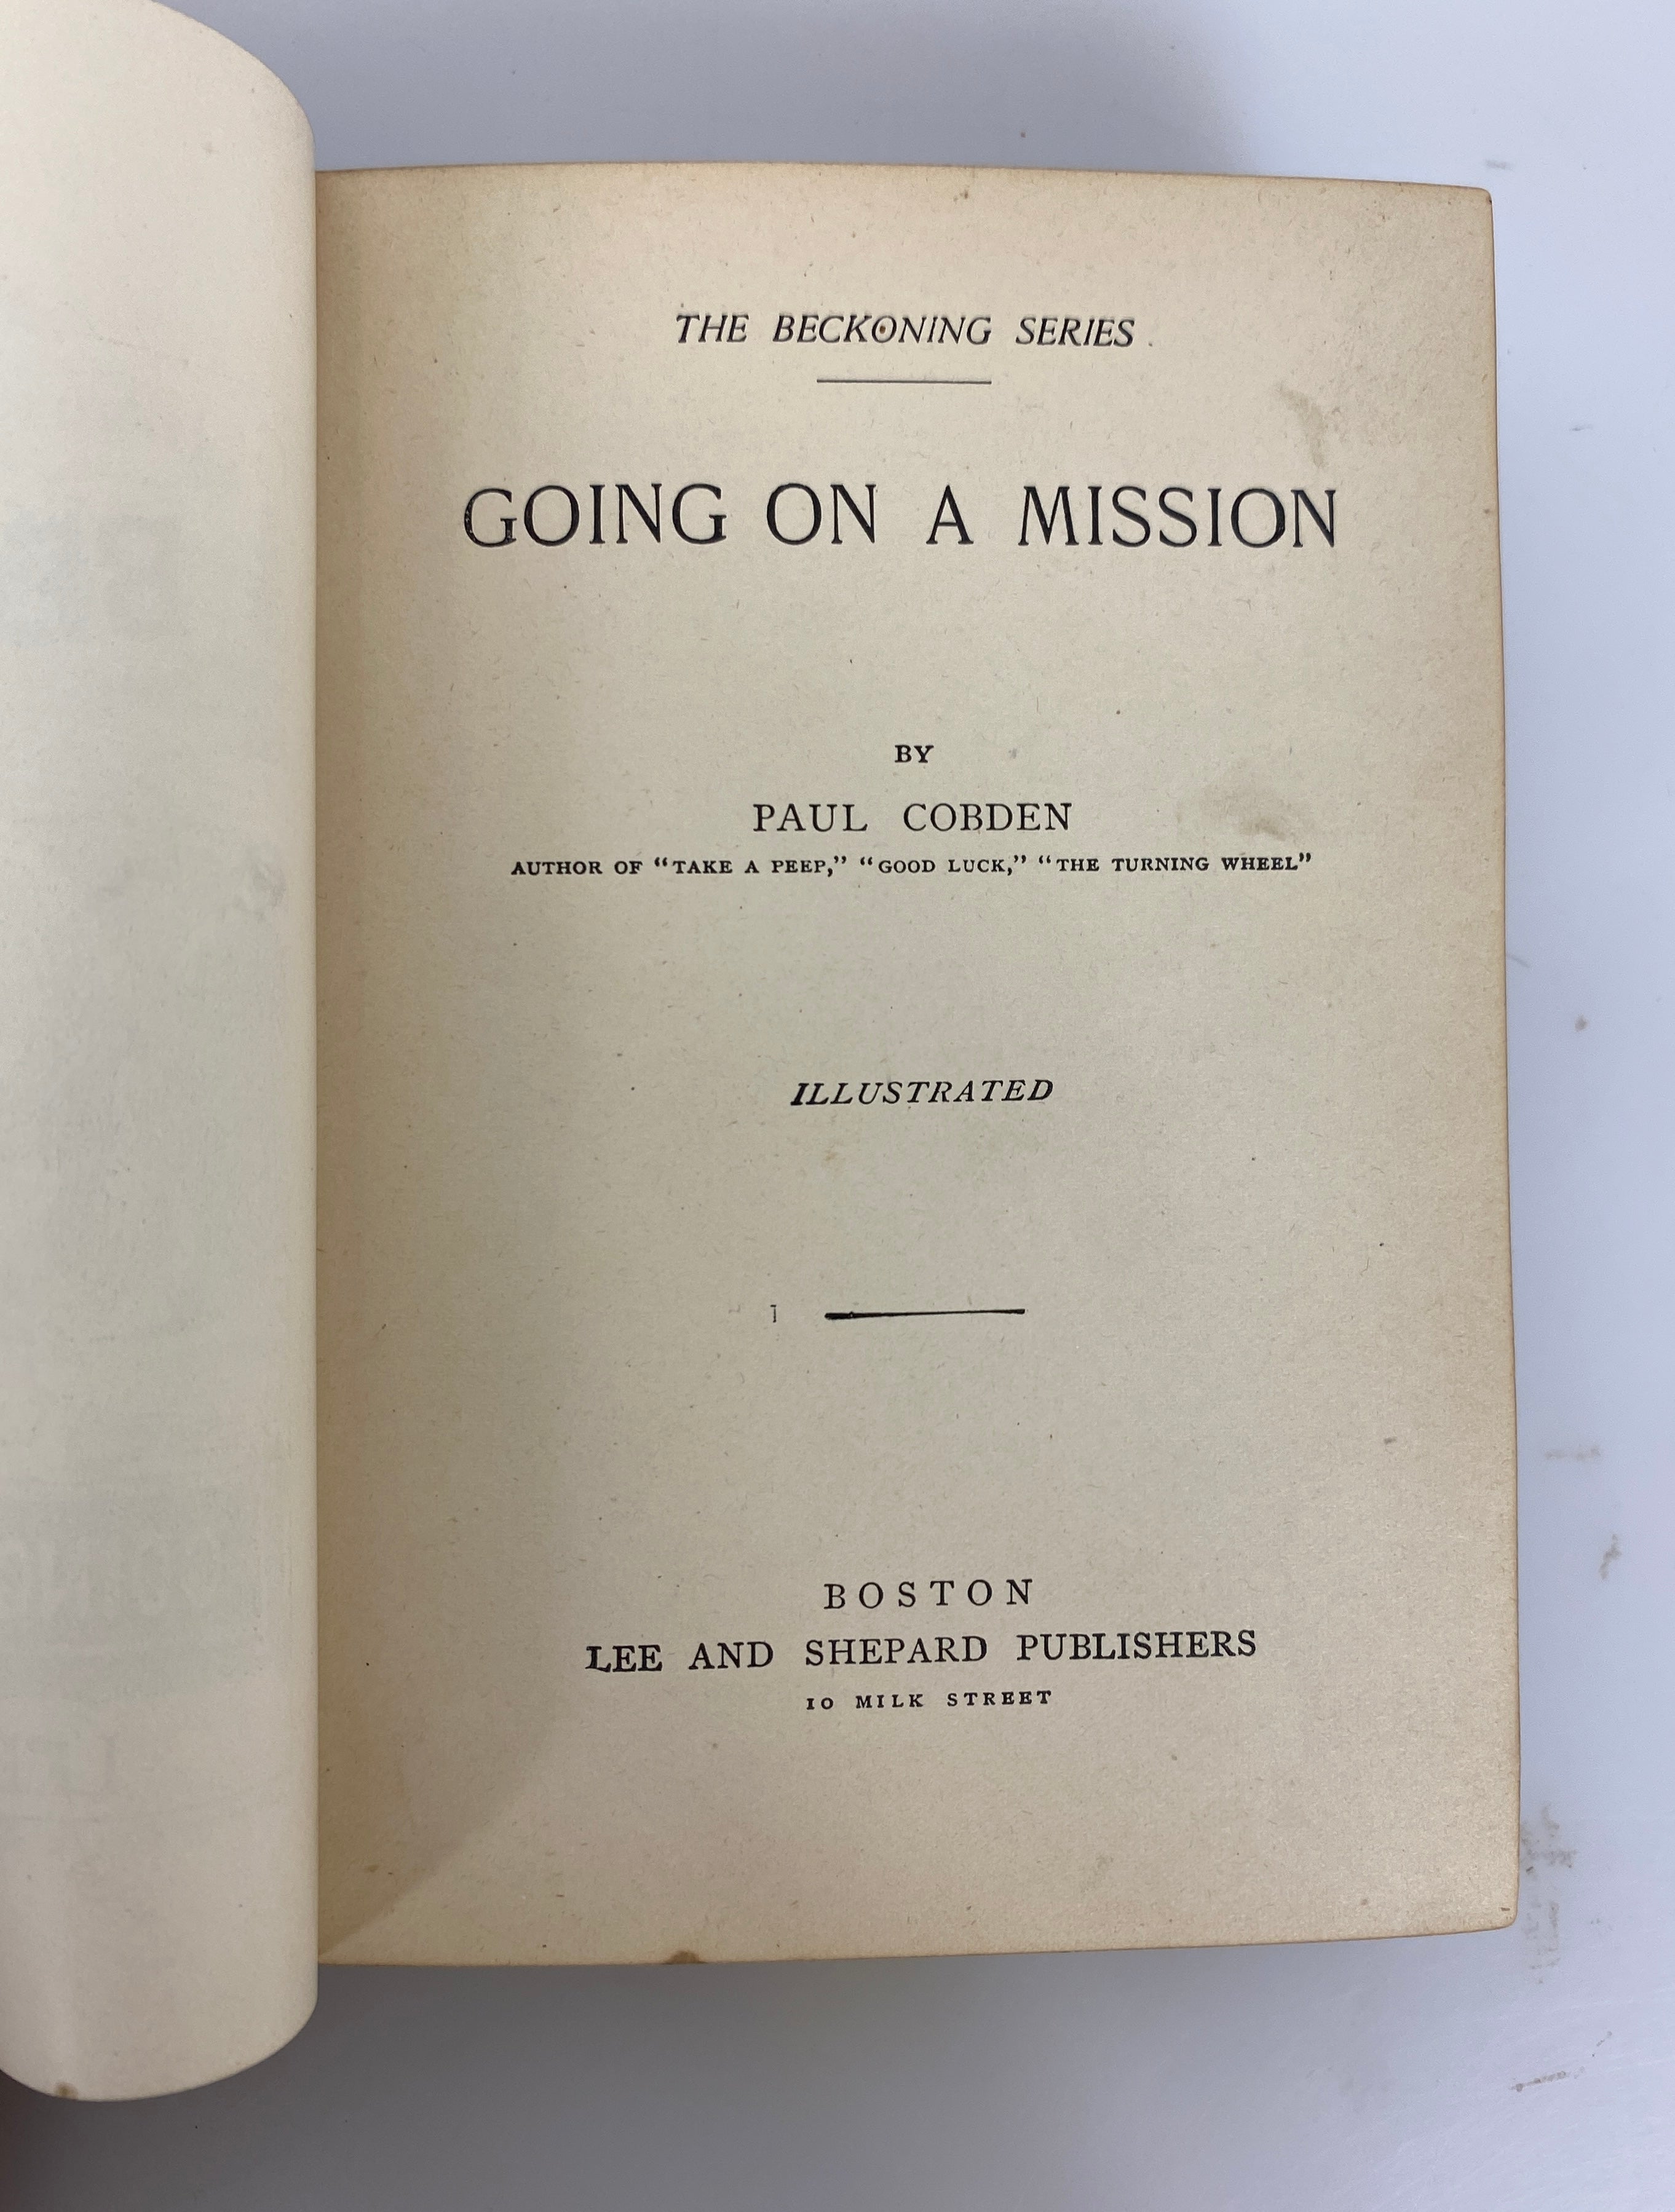 THE BECKONING SERIES
GOING ON A MISSION
BY
PAUL COBDEN
AUTHOR OF “TAKE A PEEP,” “GOOD LUCK,” “THE TURNING WHEEL”
ILLUSTRATED
BOSTON
LEE AND SHEPARD PUBLISHERS
10 MILK STREET